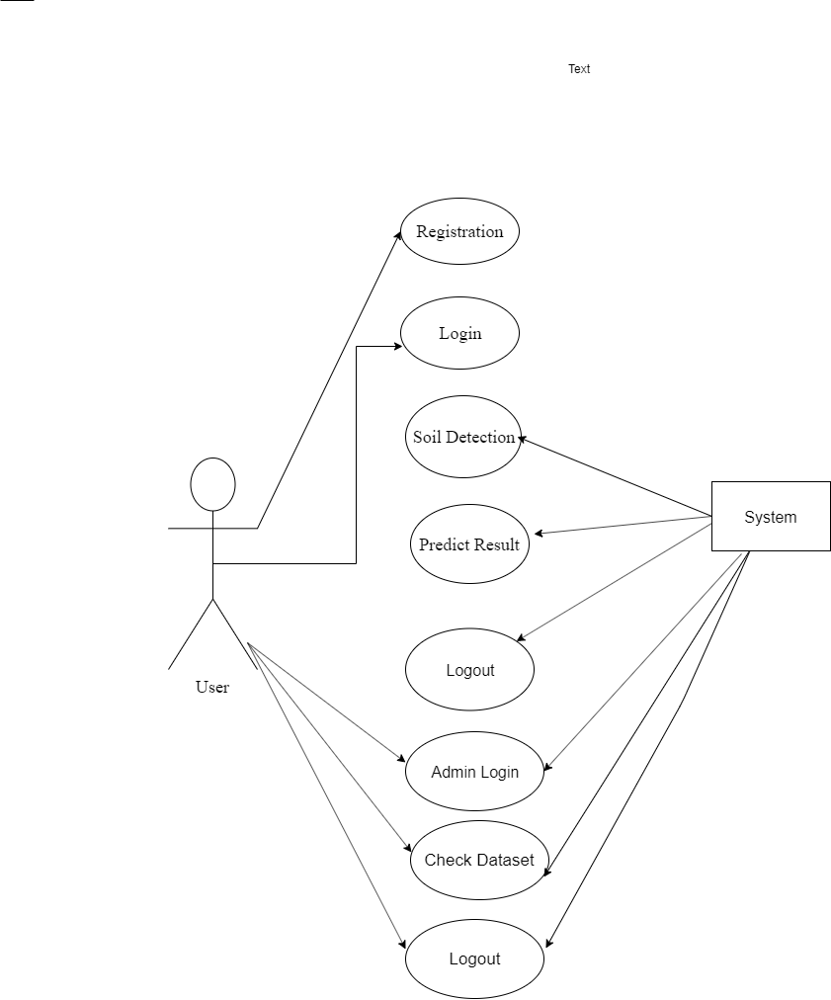 Text
Registration
Login
Soil Detection
System
Predict Result
Logout
User
Admin Login
Check Dataset
Logout